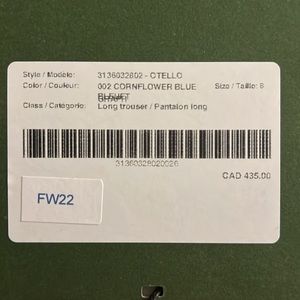 Style / Modèle: 3136032802 - OTELLO
Color / Couleur: 002 CORNFLOWER BLUE Size / Taille: 8
BLEUET
Class / Catégorie: Long trouser / Pantalon long
31360328020026
CAD 435.00
FW22